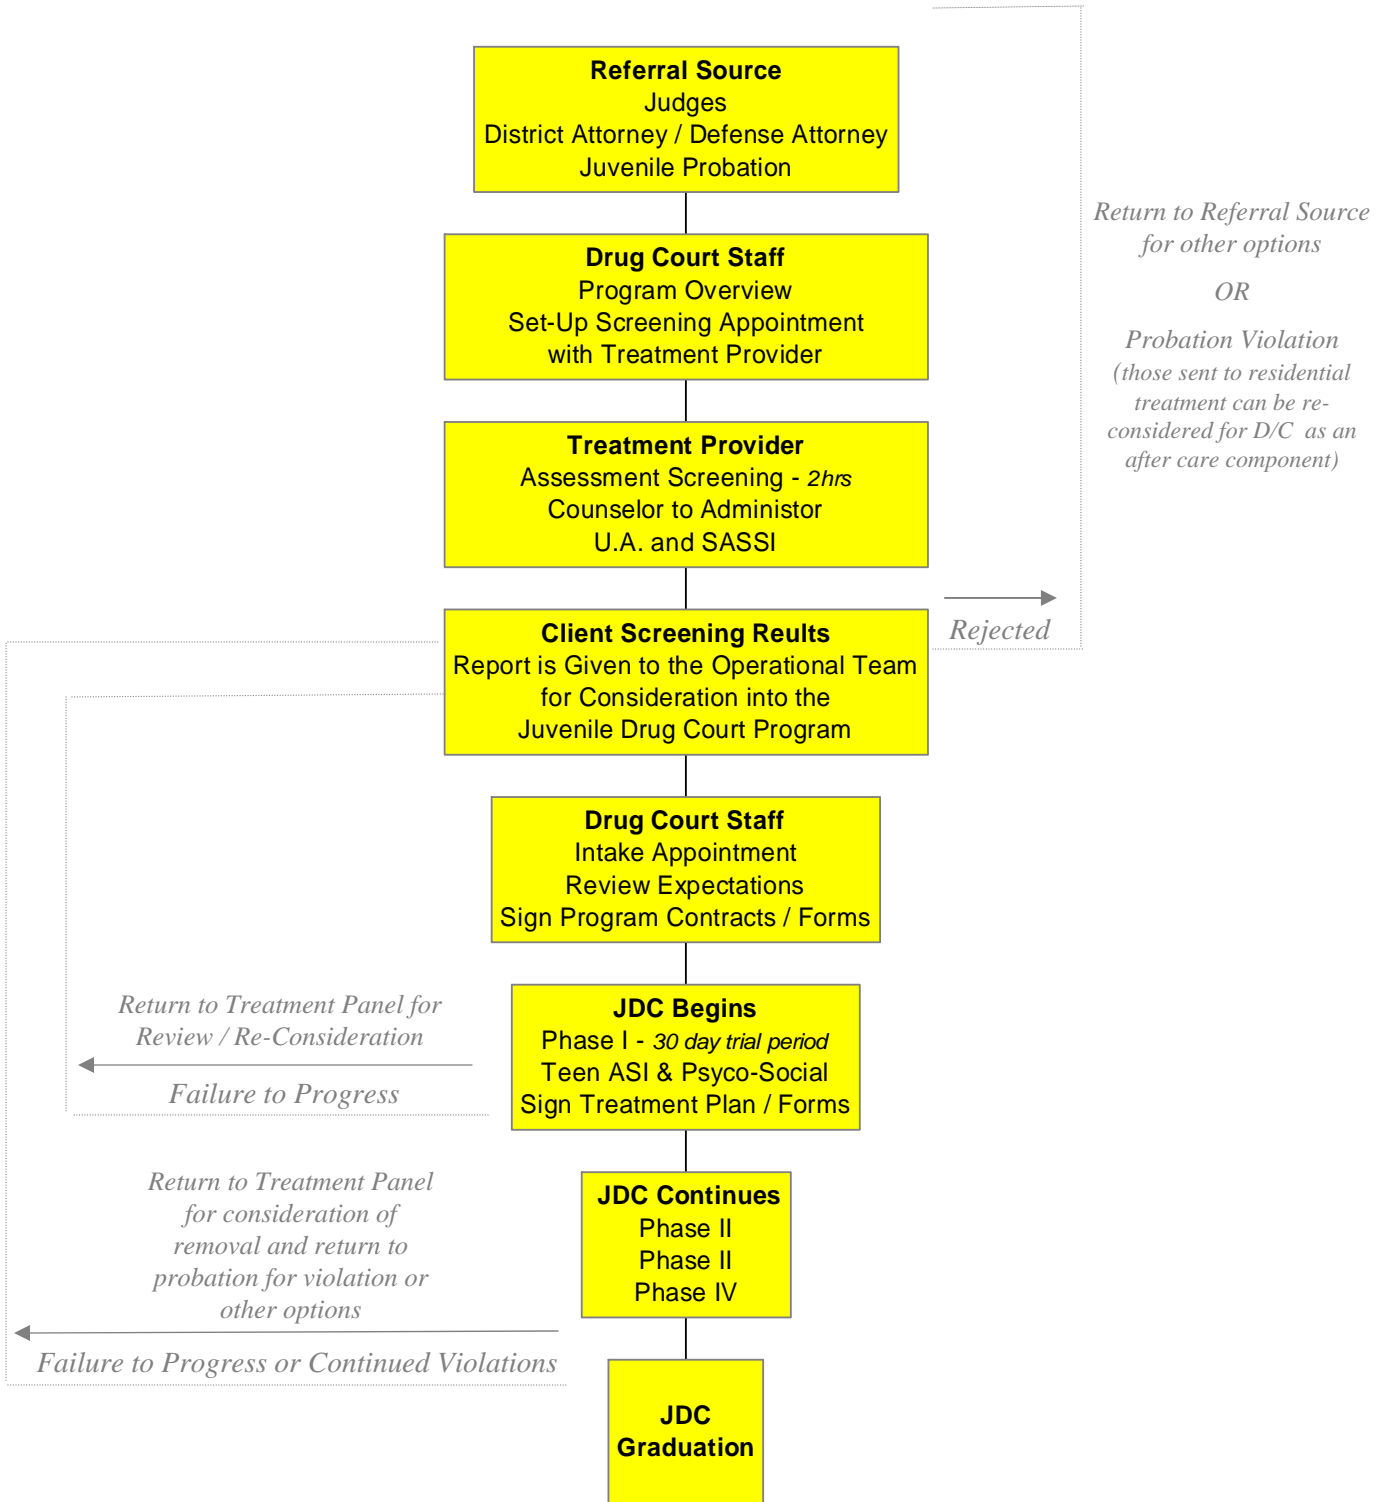 Referral Source
Judges
District Attorney / Defense Attorney
Juvenile Probation
Return to Referral Source
for other options
OR
Probation Violation
(those sent to residential
treatment can be re-
considered for D/C as an
after care component)
Drug Court Staff
Program Overview
Set-Up Screening Appointment
with Treatment Provider
Treatment Provider
Assessment Screening - 2hrs
Counselor to Administor
U.A. and SASSI
Rejected
Client Screening Reults
Report is Given to the Operational Team
for Consideration into the
Juvenile Drug Court Program
Drug Court Staff
Intake Appointment
Review Expectations
Sign Program Contracts / Forms
JDC Begins
Phase I - 30 day trial period
Teen ASI & Psyco-Social
Sign Treatment Plan / Forms
Return to Treatment Panel for
Review / Re-Consideration
Failure to Progress
JDC Continues
Phase II
Phase II
Phase IV
Return to Treatment Panel
for consideration of
removal and return to
probation for violation or
other options
Failure to Progress or Continued Violations
JDC
Graduation